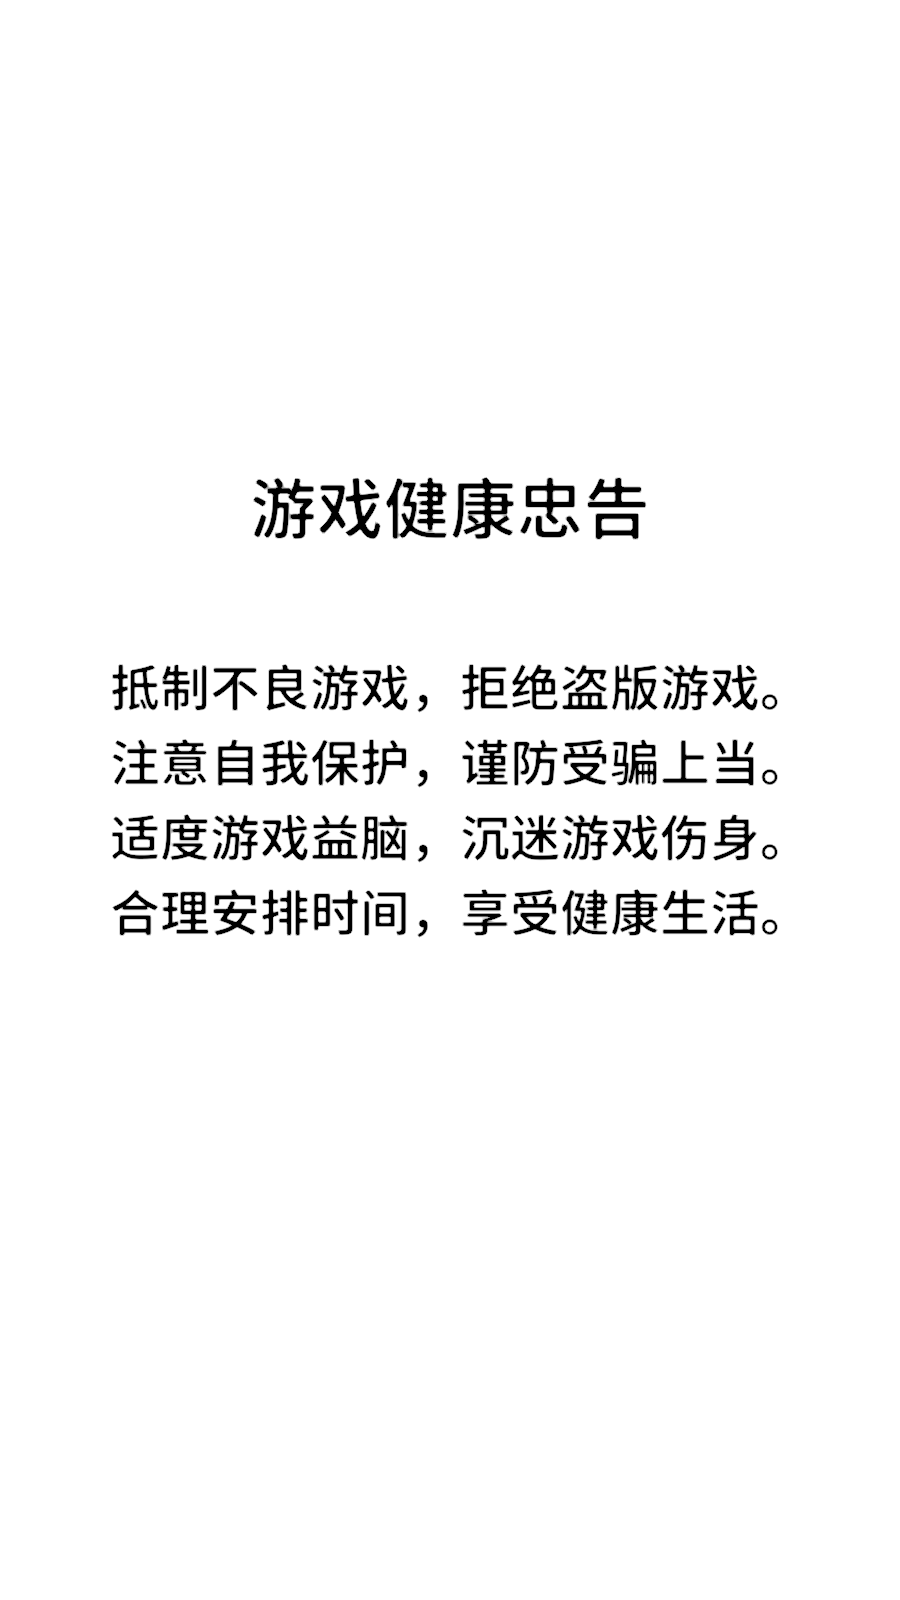 游戏健康忠告
抵制不良游戏，拒绝盗版游戏。
注意自我保护，谨防受骗上当。
适度游戏益脑，沉迷游戏伤身。
合理安排时间，享受健康生活。